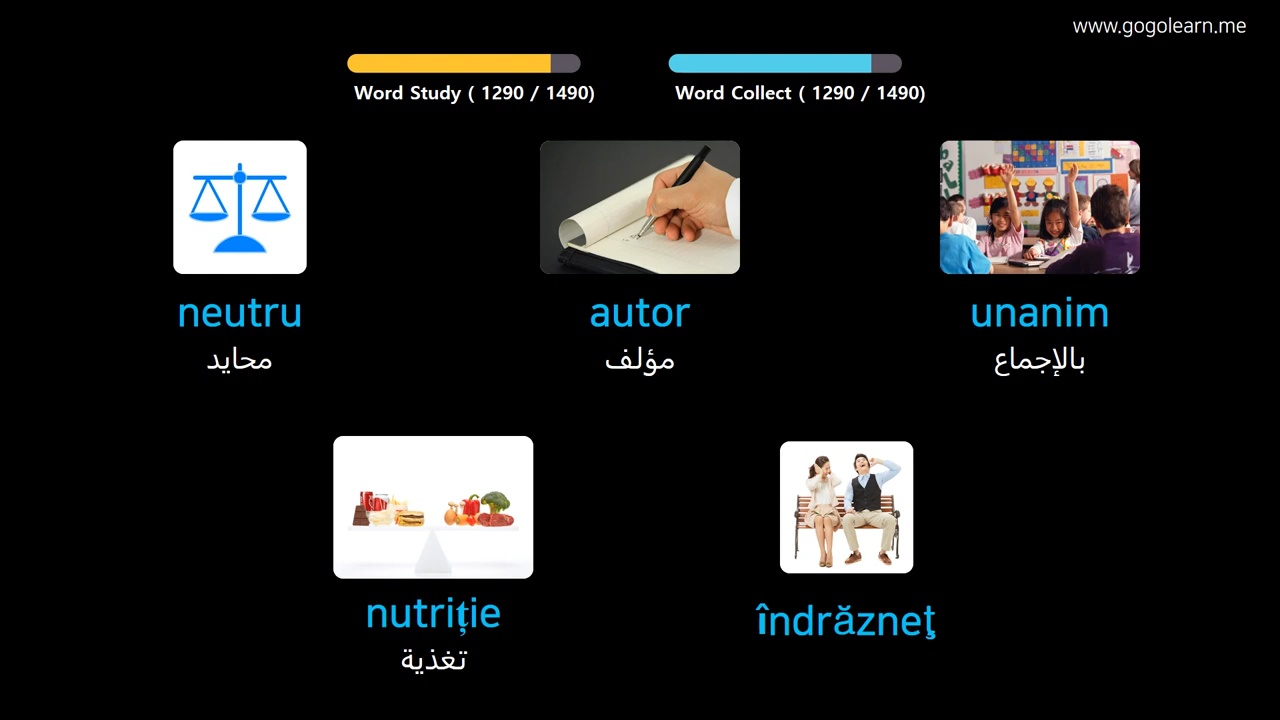 www.gogolearn.me
Word Study ( 1290 / 1490)
Word Collect ( 1290 / 1490)
neutru
محايد
autor
مؤلف
unanim
بالإجماع
nutriție
تغذية
îndrăzneţ